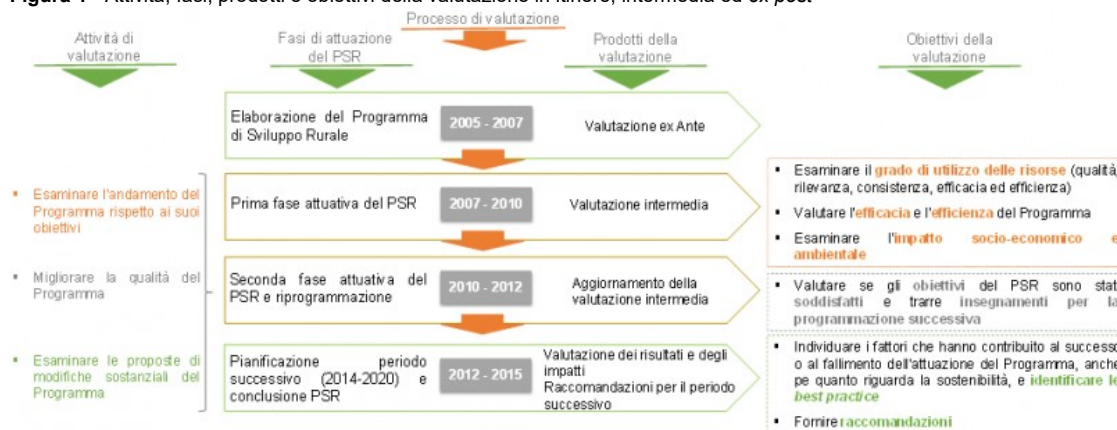 Figura 1 - Attività, fasi, prodotti e obiettivi della valutazione in itinere, intermedia ed ex post
Processo di valutazione
Attività di
valutazione
Fasi di attuazione
del PSR
Prodotti della
valutazione
Obiettivi della
valutazione
Elaborazione del Programma
di Sviluppo Rurale
2005 - 2007
Valutazione ex Ante
Prima fase attuativa del PSR
2007 - 2010
Valutazione intermedia
Seconda fase attuativa del
PSR e riprogrammazione
2010 - 2012
Aggiornamento della
valutazione intermedia
Pianificazione periodo
successivo (2014-2020) e
conclusione PSR
2012 - 2015
Valutazione dei risultati e degli
impatti
Raccomandazioni per il periodo
successivo
▪ Esaminare l'andamento del
Programma rispetto ai suoi
obiettivi
▪ Migliorare la qualità del
Programma
▪ Esaminare le proposte di
modifiche sostanziali del
Programma
▪ Esaminare il grado di utilizzo delle risorse (qualità,
rilevanza, consistenza, efficacia ed efficienza)
▪ Valutare l'efficacia e l'efficienza del Programma
▪ Esaminare l'impatto socio-economico e
ambientale
▪ Valutare se gli obiettivi del PSR sono stat
soddisfatti e trarre insegnamenti per la
programmazione successiva
▪ Individuare i fattori che hanno contribuito al successo
o al fallimento dell'attuazione del Programma, anche
pe quanto riguarda la sostenibilità, e identificare le
best practice
▪ Fornire raccomandazioni